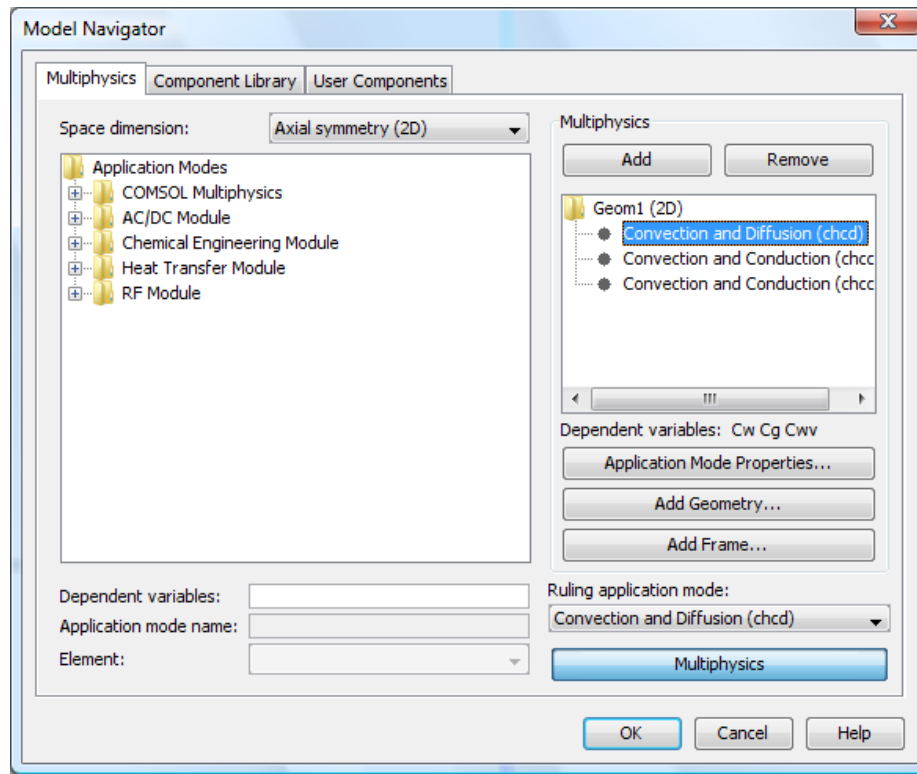 Model Navigator
Multiphysics Component Library User Components
Space dimension: Axial symmetry (2D)
Application Modes
COMSOL Multiphysics
AC/DC Module
Chemical Engineering Module
Heat Transfer Module
RF Module
Dependent variables:
Application mode name:
Element:
Multiphysics
Add Remove
Geom1 (2D)
Convection and Diffusion (chcd)
Convection and Conduction (chcc
Convection and Conduction (chcc
Dependent variables: Cw Cg Cwv
Application Mode Properties...
Add Geometry...
Add Frame...
Ruling application mode:
Convection and Diffusion (chcd)
Multiphysics
OK Cancel Help